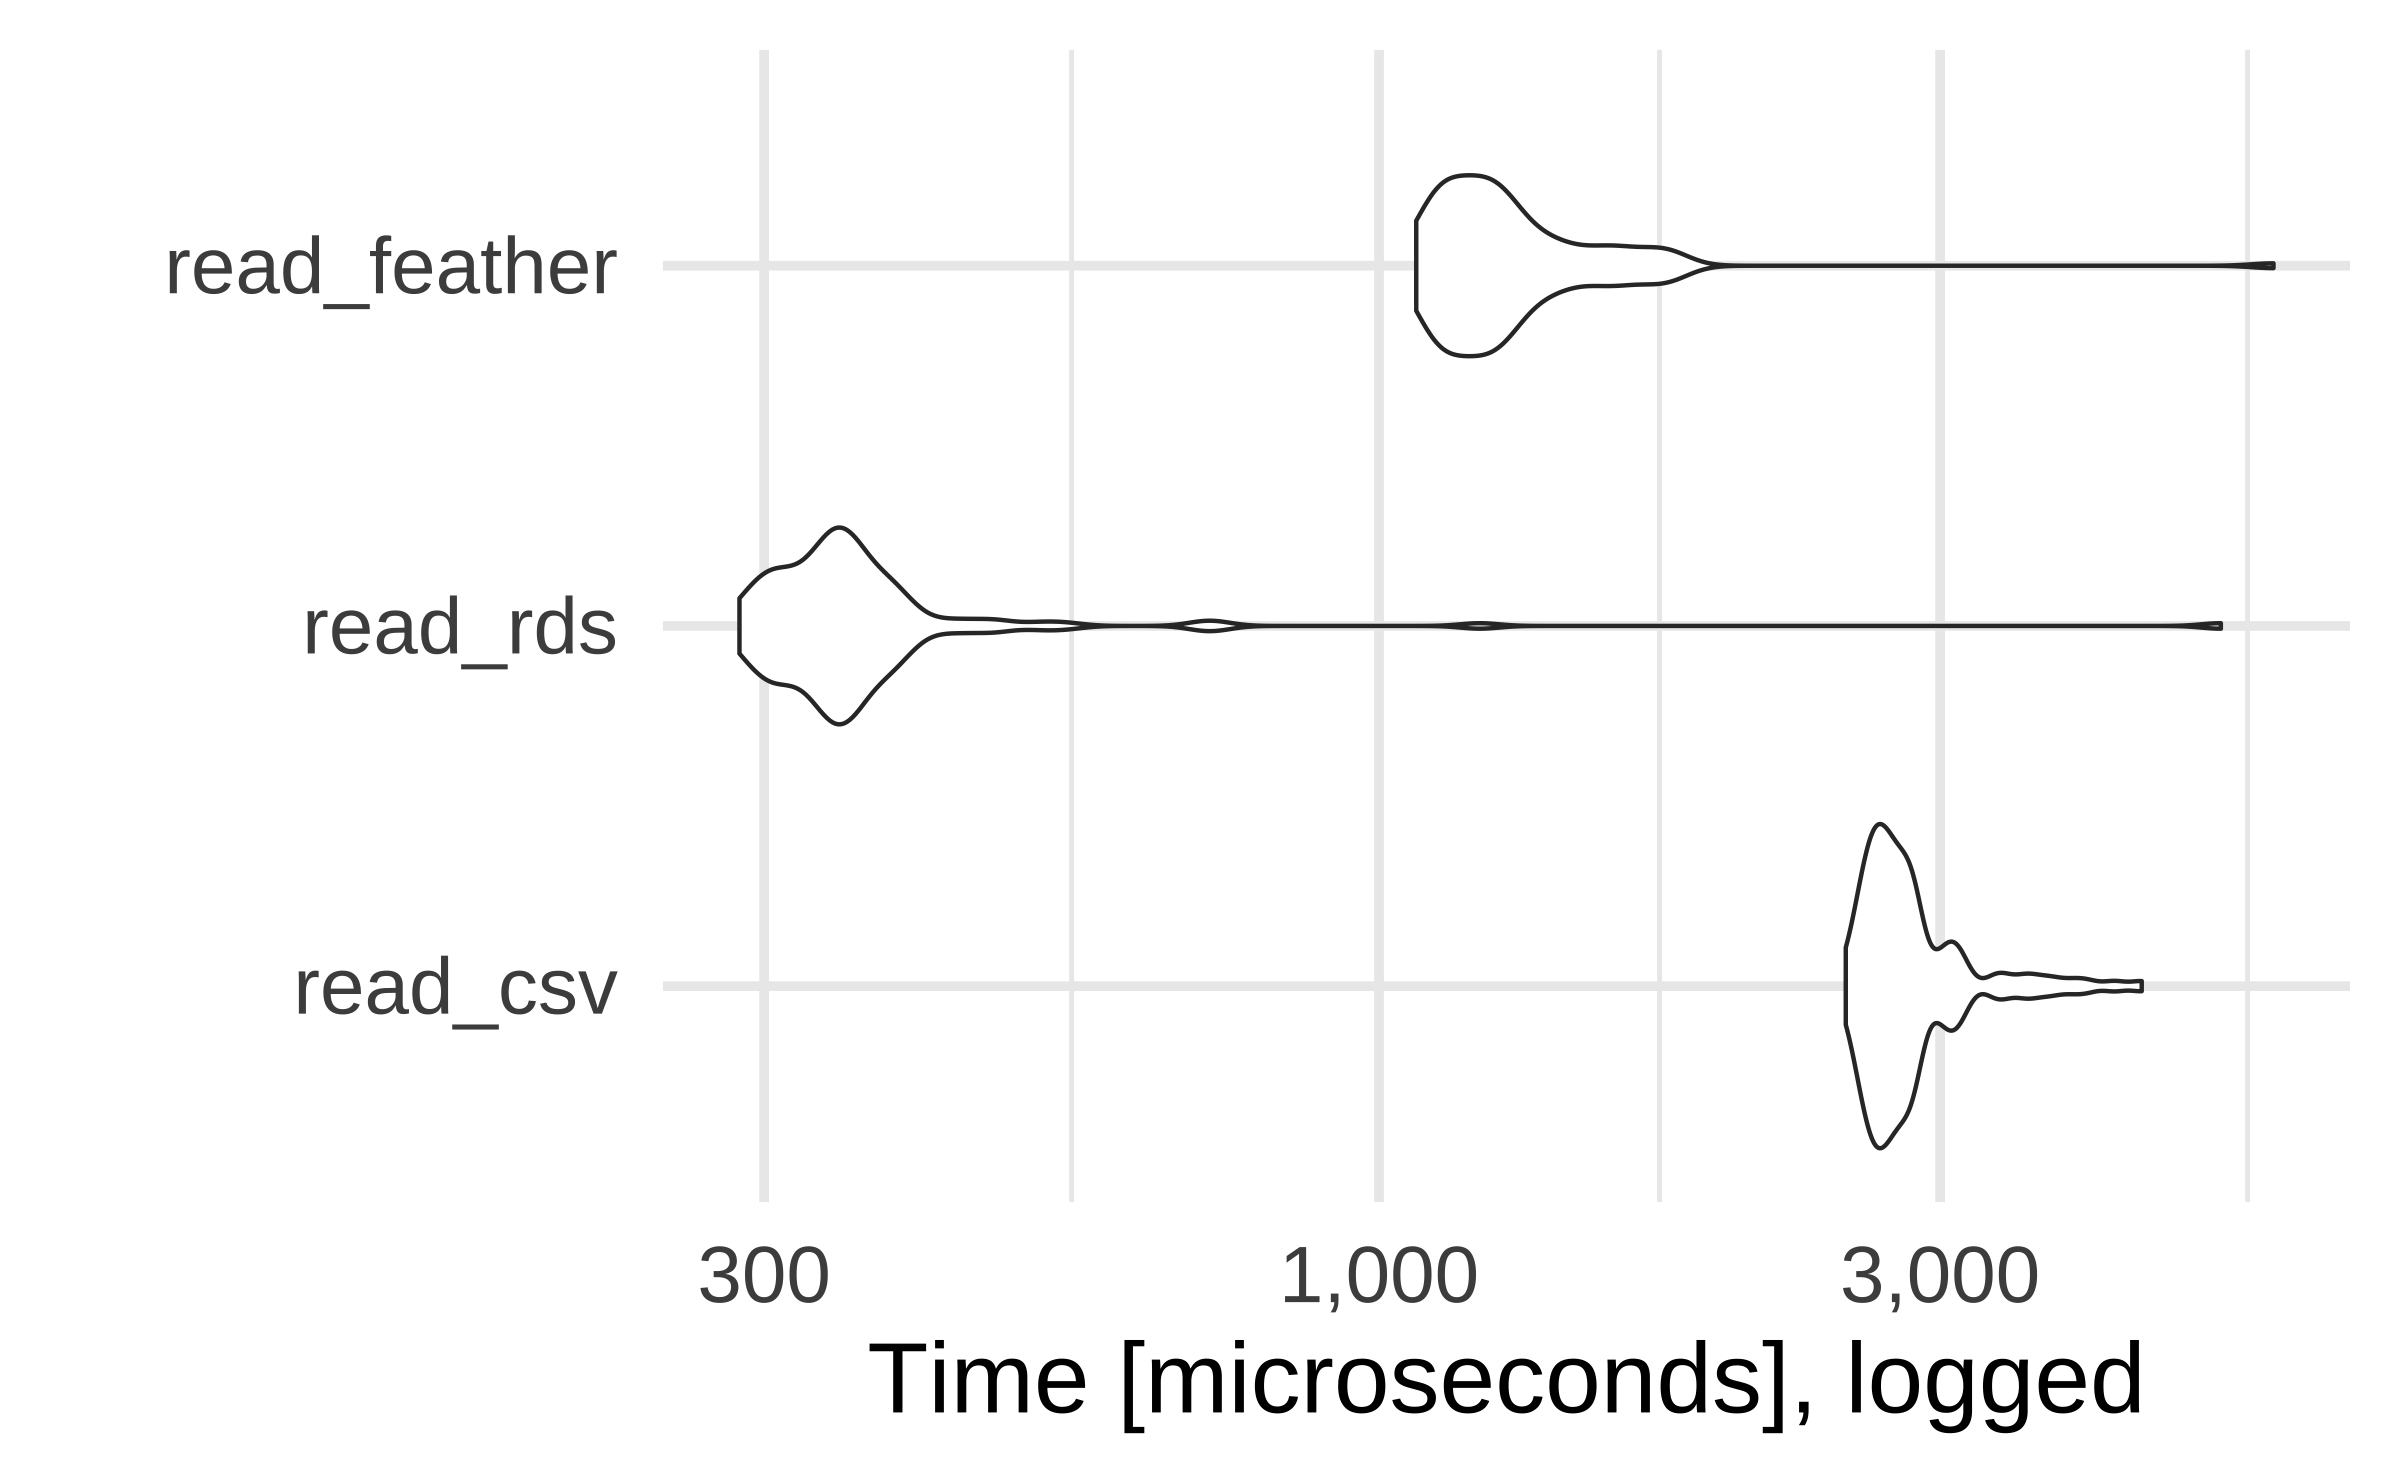 read_feather
read_rds
read_csv
300 1,000 3,000
Time [microseconds], logged